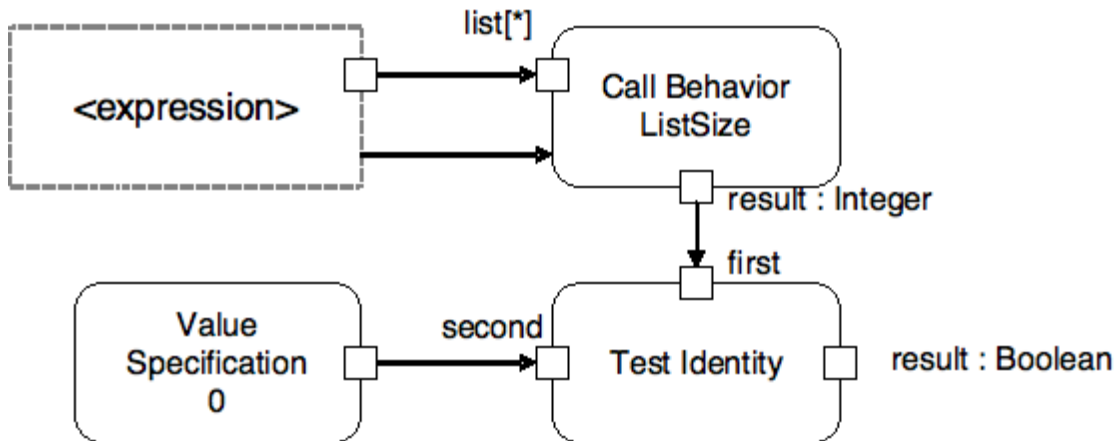 list[*]
<expression>
Call Behavior
ListSize
result : Integer
first
Value
Specification
0
second
Test Identity
result : Boolean